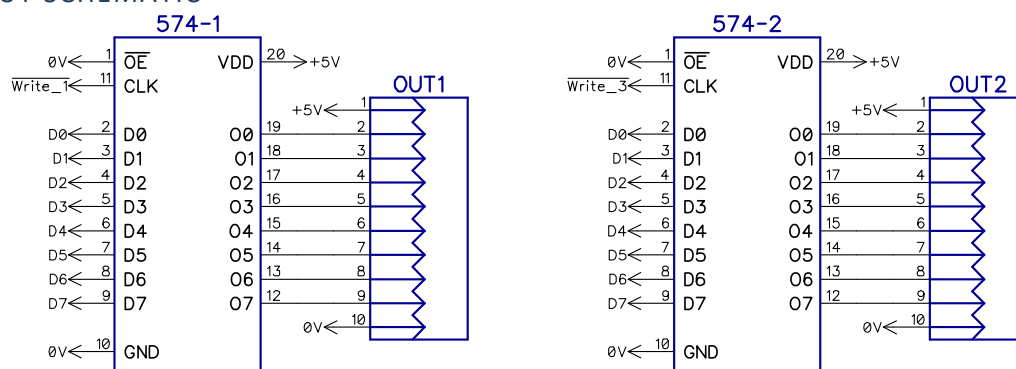 574-1 574-2
0V 1 OE VDD 20 +5V 0V 1 OE VDD 20 +5V
Write_1 11 CLK OUT1 Write_3 11 CLK OUT2
+5V 1 +5V 1
D0 2 D0 O0 19 2 D0 2 D0 O0 19 2
D1 3 D1 O1 18 3 D1 3 D1 O1 18 3
D2 4 D2 O2 17 4 D2 4 D2 O2 17 4
D3 5 D3 O3 16 5 D3 5 D3 O3 16 5
D4 6 D4 O4 15 6 D4 6 D4 O4 15 6
D5 7 D5 O5 14 7 D5 7 D5 O5 14 7
D6 8 D6 O6 13 8 D6 8 D6 O6 13 8
D7 9 D7 O7 12 9 D7 9 D7 O7 12 9
0V 10 0V 10
0V 10 GND 0V 10 GND